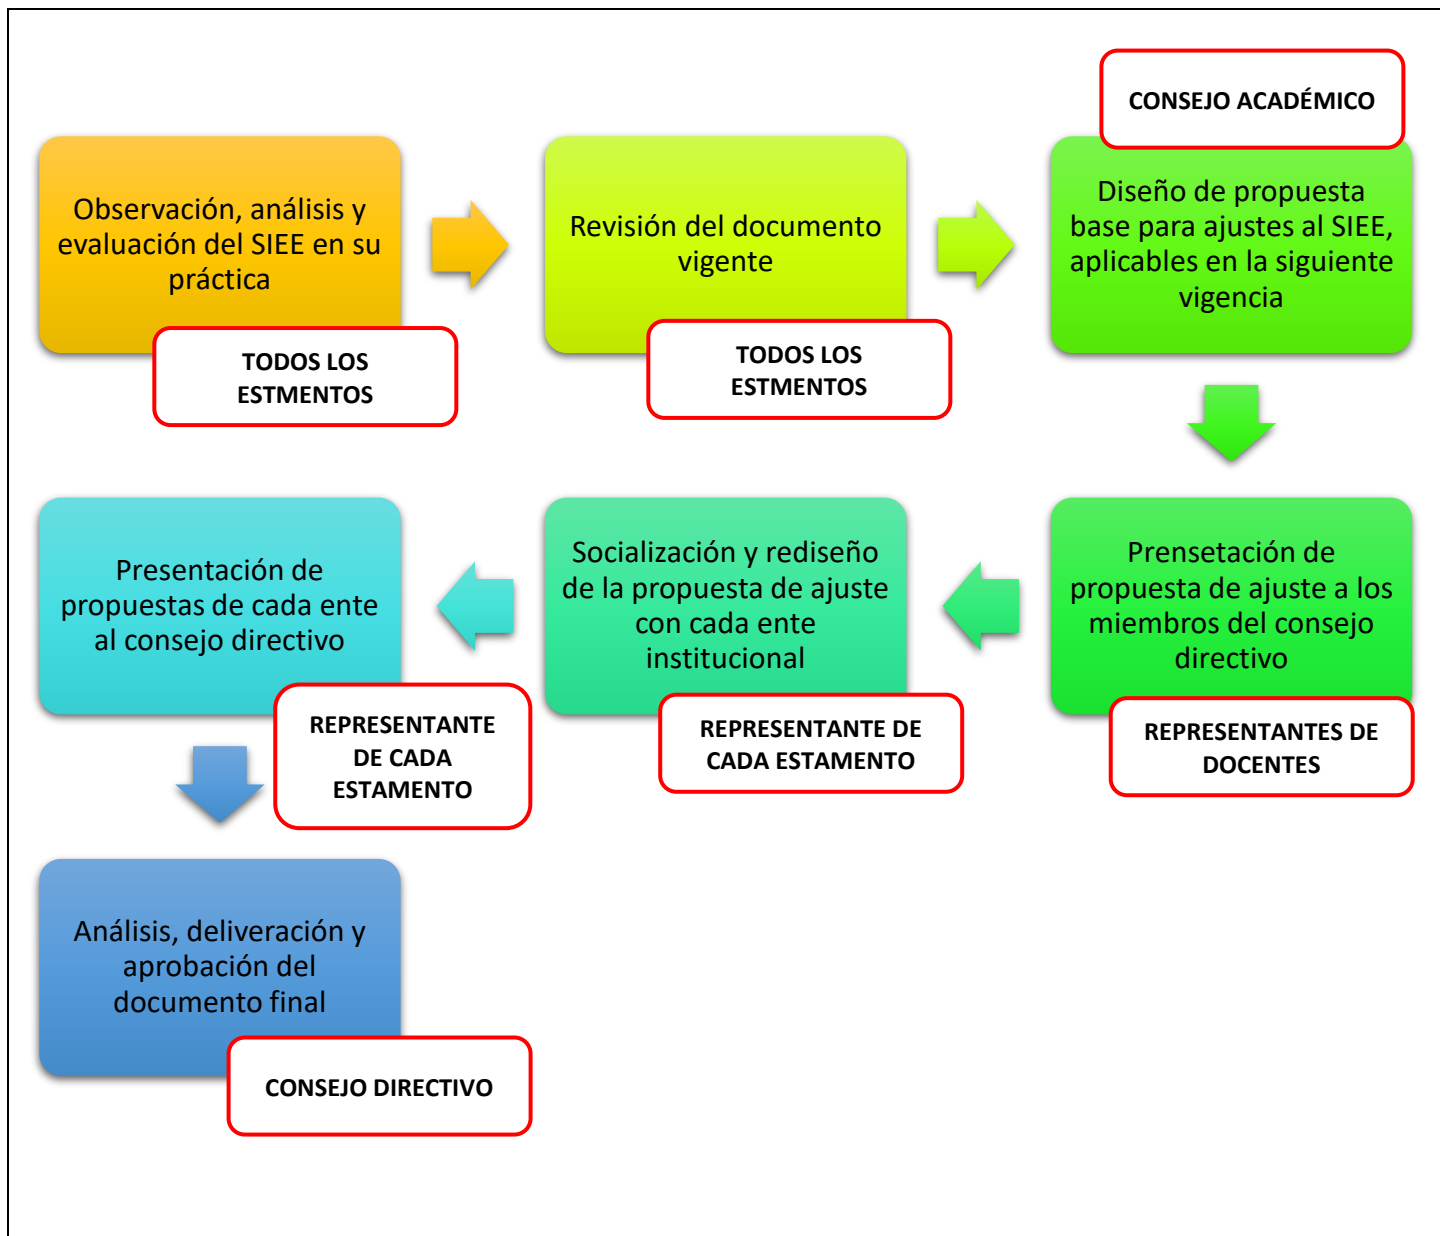 Observación, análisis y
evaluación del SIEE en su
práctica
TODOS LOS
ESTMENTOS
Revisión del documento
vigente
TODOS LOS
ESTMENTOS
CONSEJO ACADÉMICO
Diseño de propuesta
base para ajustes al SIEE,
aplicables en la siguiente
vigencia
Prensetación de
propuesta de ajuste a los
miembros del consejo
directivo
REPRESENTANTES DE
DOCENTES
Socialización y rediseño
de la propuesta de ajuste
con cada ente
institucional
REPRESENTANTE DE
CADA ESTAMENTO
Presentación de
propuestas de cada ente
al consejo directivo
REPRESENTANTE
DE CADA
ESTAMENTO
Análisis, deliveración y
aprobación del
documento final
CONSEJO DIRECTIVO